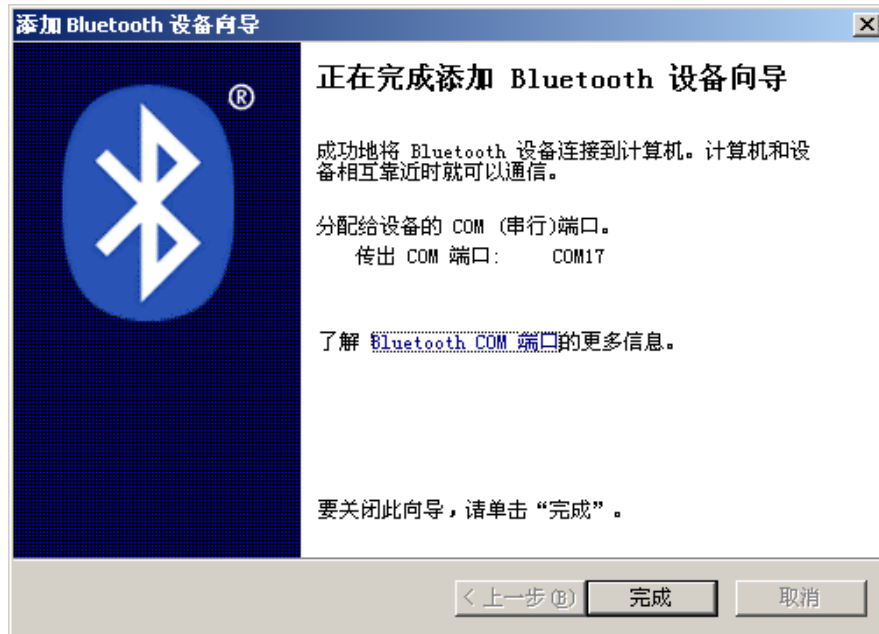 添加 Bluetooth 设备向导
®
正在完成添加 Bluetooth 设备向导
成功地将 Bluetooth 设备连接到计算机。计算机和设
备相互靠近时就可以通信。
分配给设备的 COM (串行)端口。
传出 COM 端口: COM17
了解 Bluetooth COM 端口的更多信息。
要关闭此向导，请单击“完成”。
< 上一步(B) 完成 取消